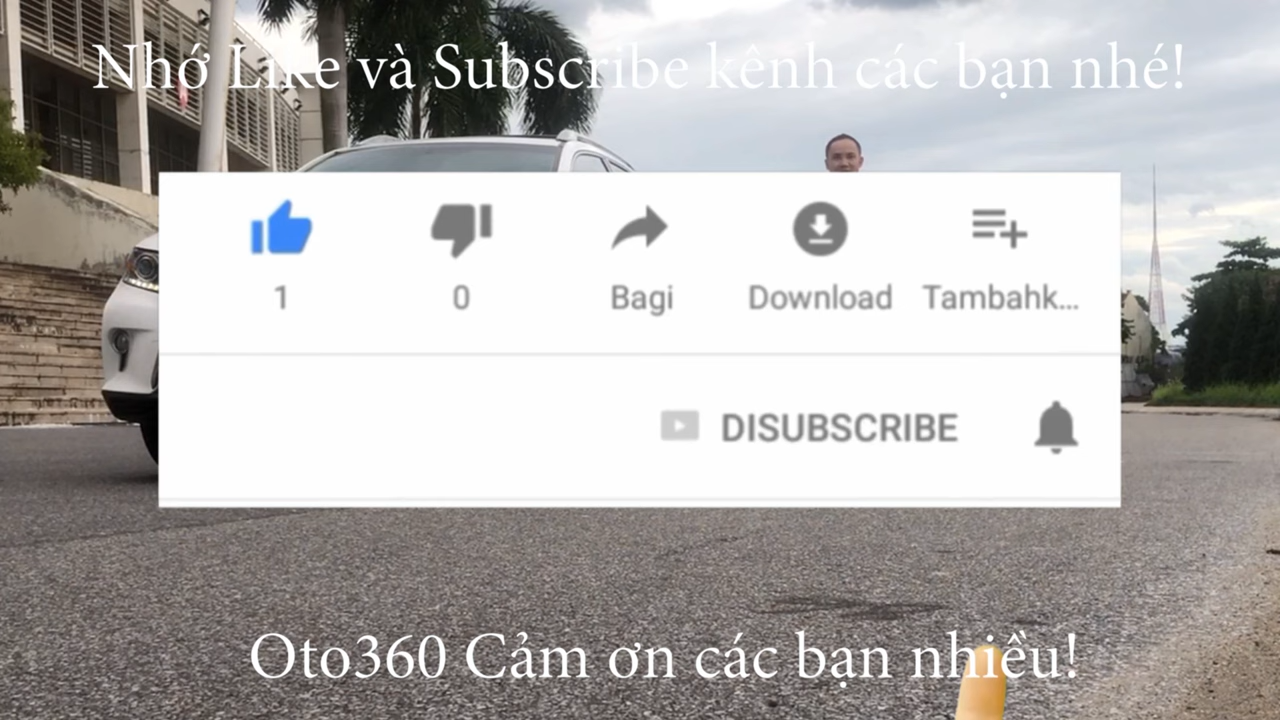 Nhớ Like và Subscribe kênh các bạn nhé!
1 0 Bagi Download Tambahk...
DISUBSCRIBE
Oto360 Cảm ơn các bạn nhiều!